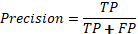 Precision = TP / TP + FP